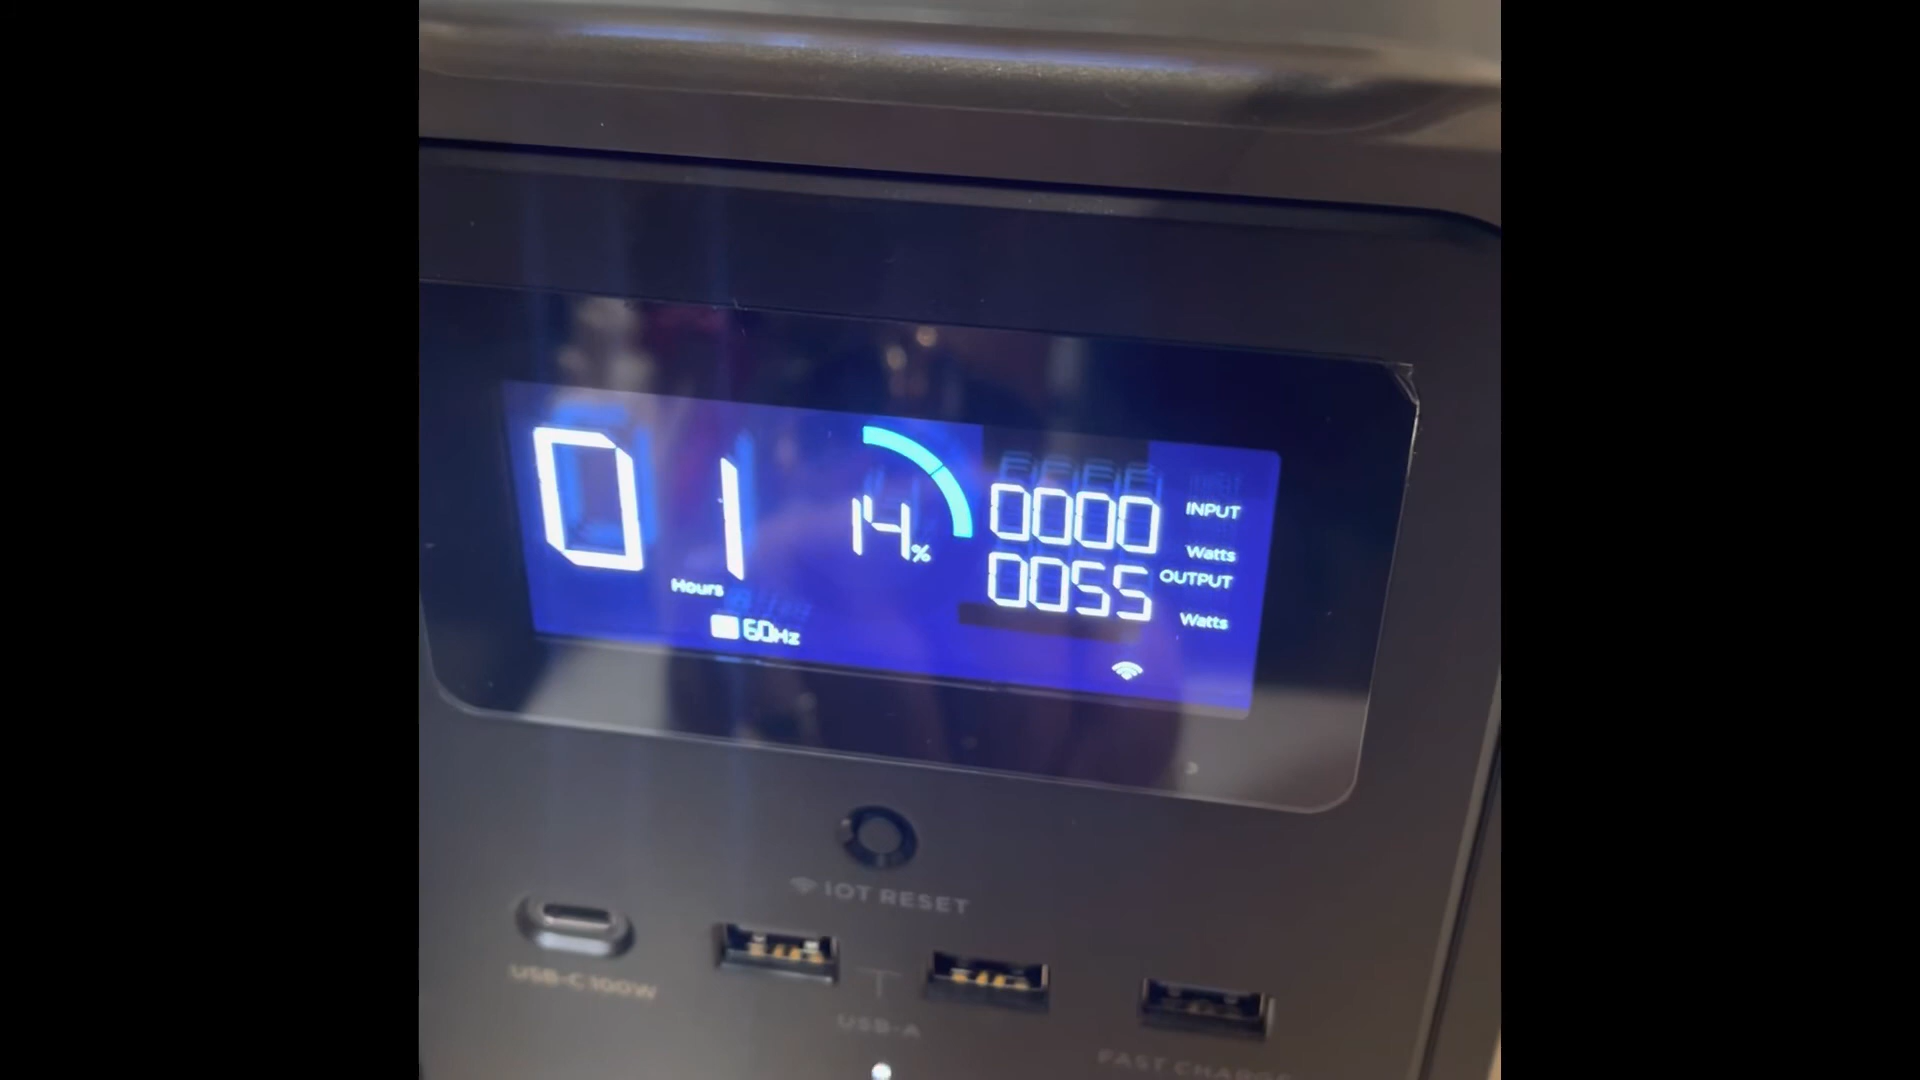 01
Hours
60Hz
14%
0000
INPUT
Watts
0055
OUTPUT
Watts
IOT RESET
USB-C 100W
USB-A
FAST CHARGE